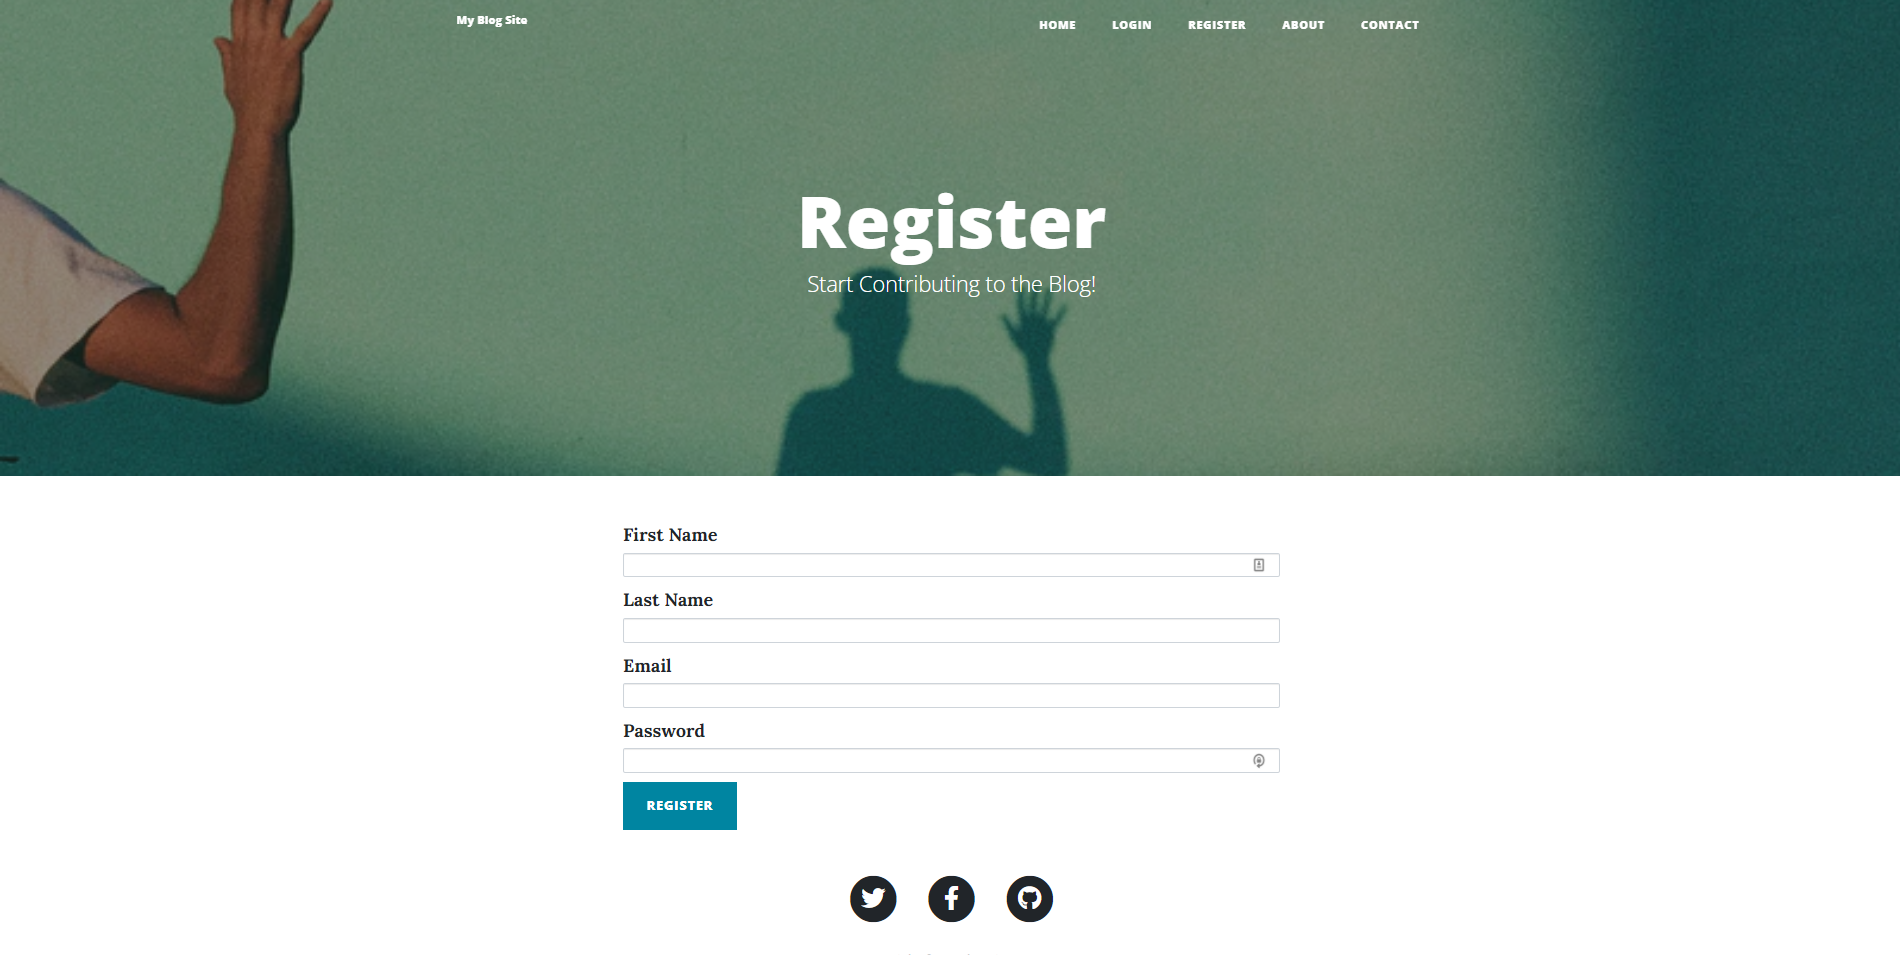 My Blog Site
HOME LOGIN REGISTER ABOUT CONTACT
Register
Start Contributing to the Blog!
First Name
Last Name
Email
Password
REGISTER